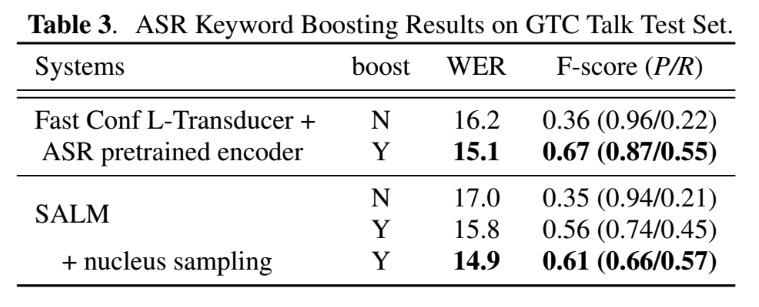 Table 3. ASR Keyword Boosting Results on GTC Talk Test Set.
Systems boost WER F-score (P/R)
Fast Conf L-Transducer + N 16.2 0.36 (0.96/0.22)
ASR pretrained encoder Y 15.1 0.67 (0.87/0.55)
N 17.0 0.35 (0.94/0.21)
SALM
Y 15.8 0.56 (0.74/0.45)
+ nucleus sampling Y 14.9 0.61 (0.66/0.57)